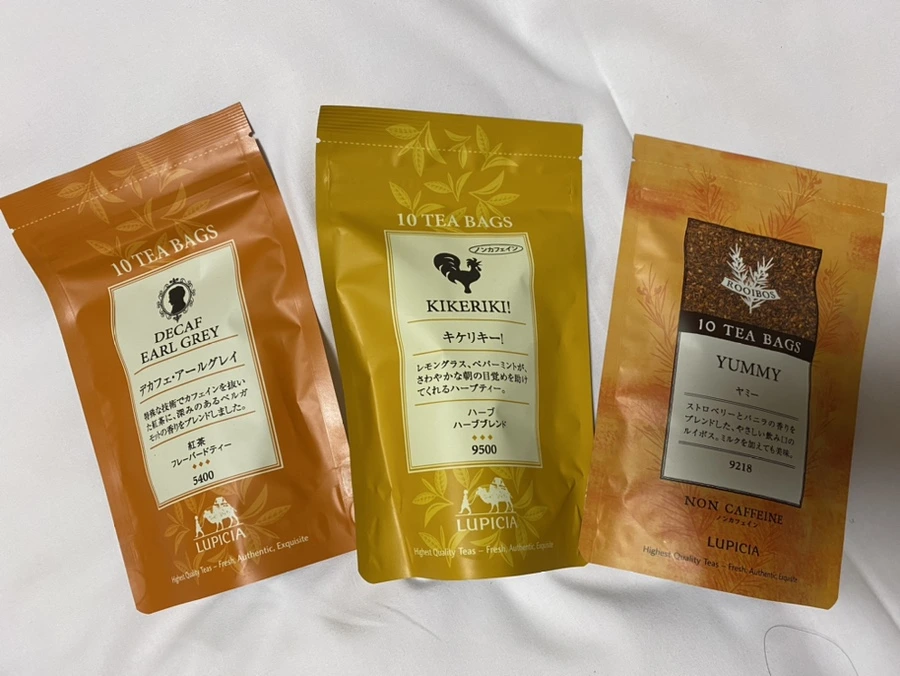 10 TEA BAGS
DECAF
EARL GREY
デカフェ・アールグレイ
特殊な技術でカフェインを抜い
た紅茶に、深みのあるベルガ
モットの香りをブレンドしました。
紅茶
フレーバードティー
5400
LUPICIA
Highest Quality Teas – Fresh, Authentic, Exquisite
10 TEA BAGS
ノンカフェイン
KIKERIKI!
キケリキー!
レモングラス、ペパーミントが、
さわやかな朝の目覚めを助け
てくれるハーブティー。
ハーブ
ハーブブレンド
9500
LUPICIA
Highest Quality Teas – Fresh, Authentic, Exquisite
ROOIBOS
10 TEA BAGS
YUMMY
ヤミー
ストロベリーとバニラの香りを
ブレンドした、やさしい飲み口の
ルイボス。ミルクを加えても美味。
9218
NON CAFFEINE
ノンカフェイン
LUPICIA
Highest Quality Teas – Fresh, Authentic, Exquisite